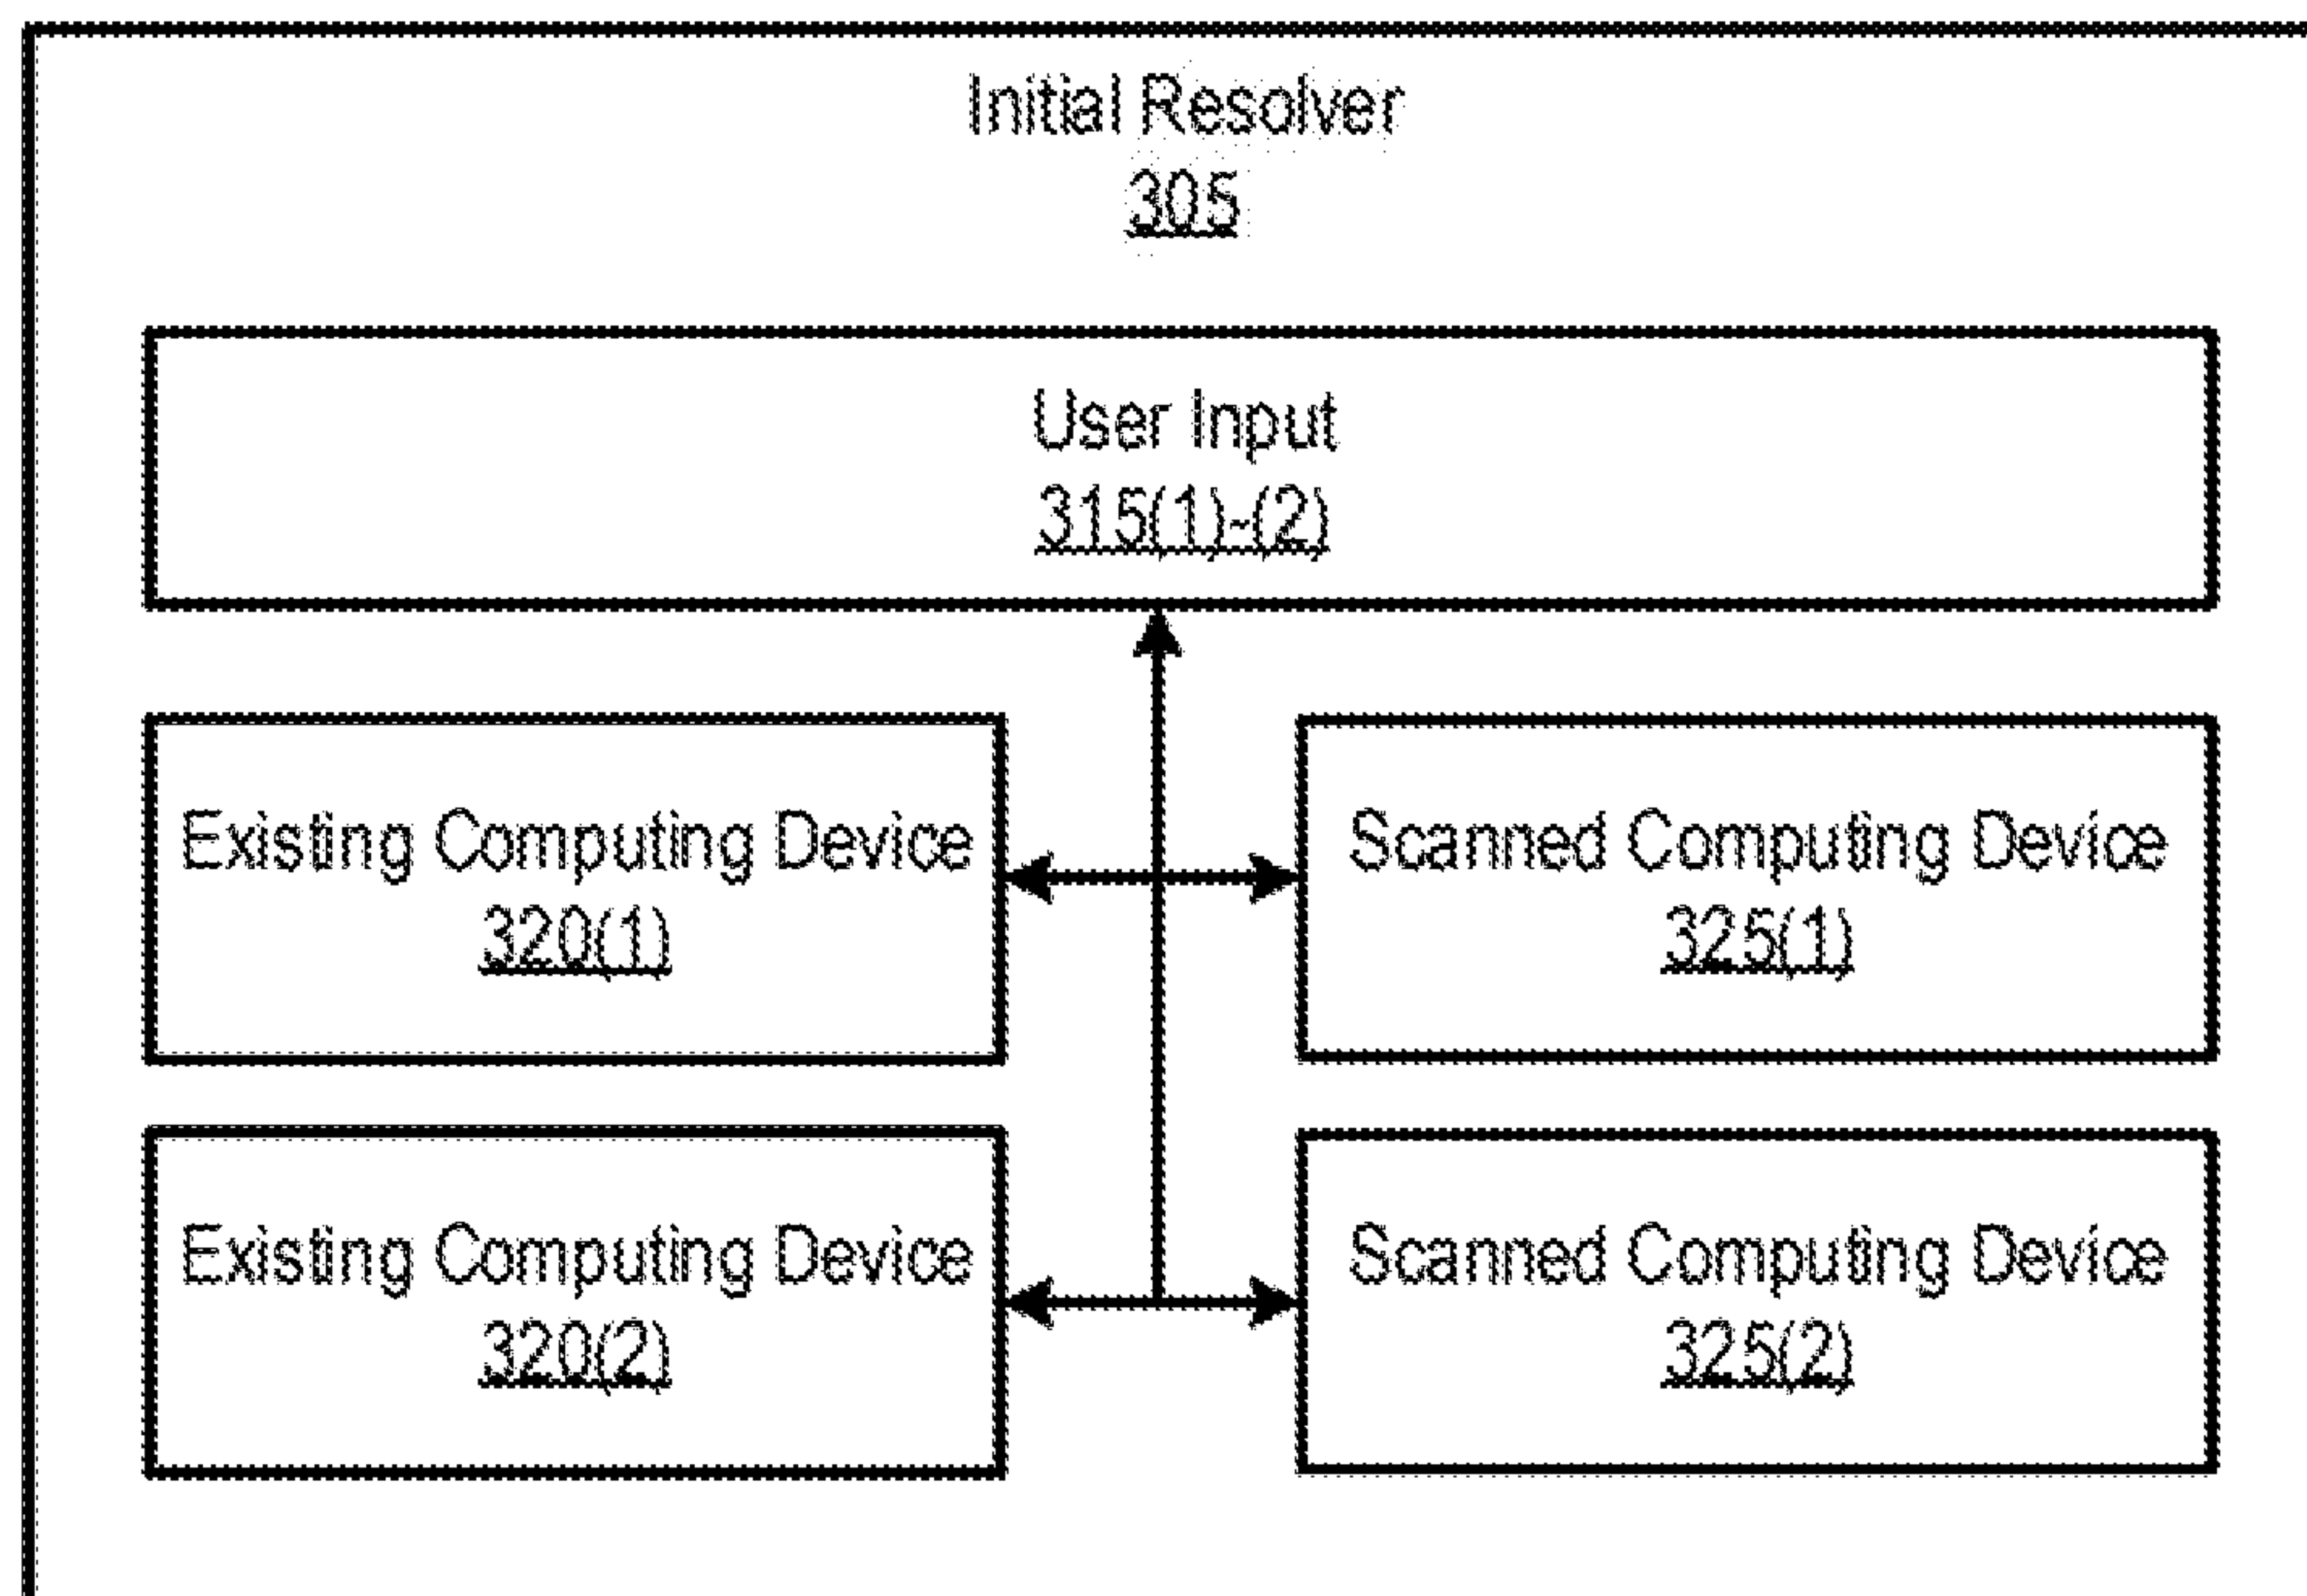 Initial Resolver
305
User Input
315(1)-(2)
Existing Computing Device
320(1)
Scanned Computing Device
325(1)
Existing Computing Device
320(2)
Scanned Computing Device
325(2)